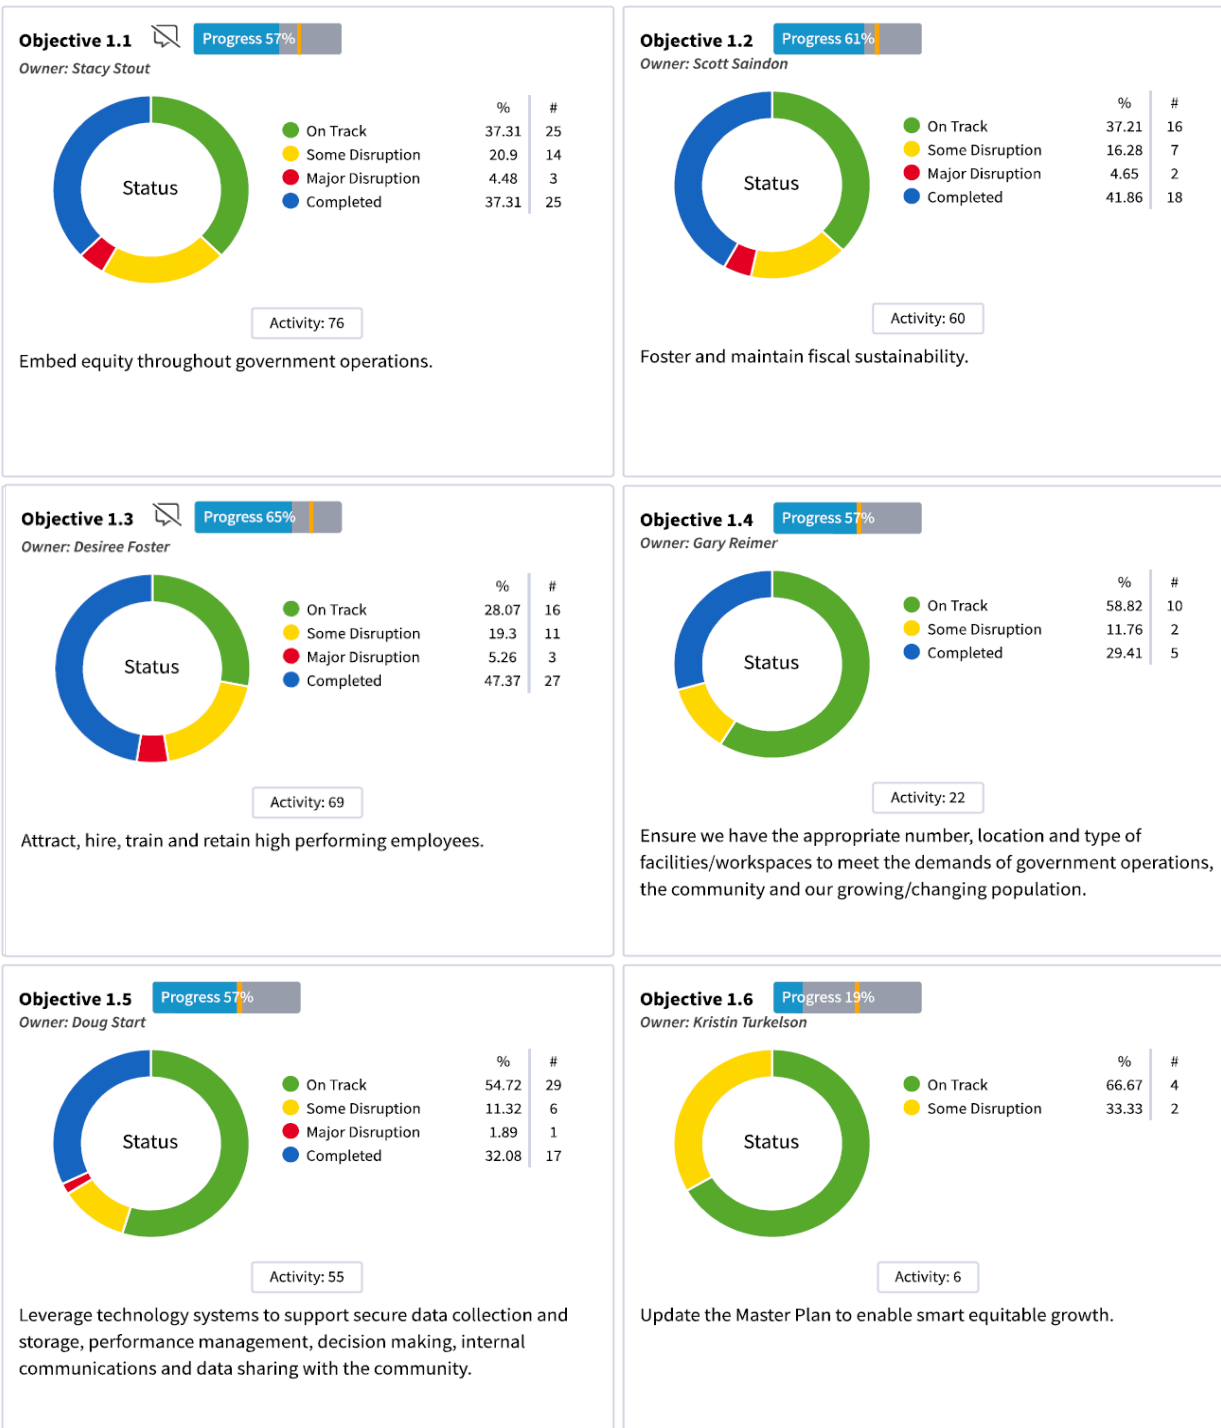 Objective 1.1 Progress 57%
Owner: Stacy Stout
% #
Status
On Track 37.31 25
Some Disruption 20.9 14
Major Disruption 4.48 3
Completed 37.31 25
Activity: 76
Embed equity throughout government operations.
Objective 1.2 Progress 61%
Owner: Scott Saindon
% #
Status
On Track 37.21 16
Some Disruption 16.28 7
Major Disruption 4.65 2
Completed 41.86 18
Activity: 60
Foster and maintain fiscal sustainability.
Objective 1.3 Progress 65%
Owner: Desiree Foster
% #
Status
On Track 28.07 16
Some Disruption 19.3 11
Major Disruption 5.26 3
Completed 47.37 27
Activity: 69
Attract, hire, train and retain high performing employees.
Objective 1.4 Progress 57%
Owner: Gary Reimer
% #
Status
On Track 58.82 10
Some Disruption 11.76 2
Completed 29.41 5
Activity: 22
Ensure we have the appropriate number, location and type of
facilities/workspaces to meet the demands of government operations,
the community and our growing/changing population.
Objective 1.5 Progress 57%
Owner: Doug Start
% #
Status
On Track 54.72 29
Some Disruption 11.32 6
Major Disruption 1.89 1
Completed 32.08 17
Activity: 55
Leverage technology systems to support secure data collection and
storage, performance management, decision making, internal
communications and data sharing with the community.
Objective 1.6 Progress 19%
Owner: Kristin Turkelson
% #
Status
On Track 66.67 4
Some Disruption 33.33 2
Activity: 6
Update the Master Plan to enable smart equitable growth.